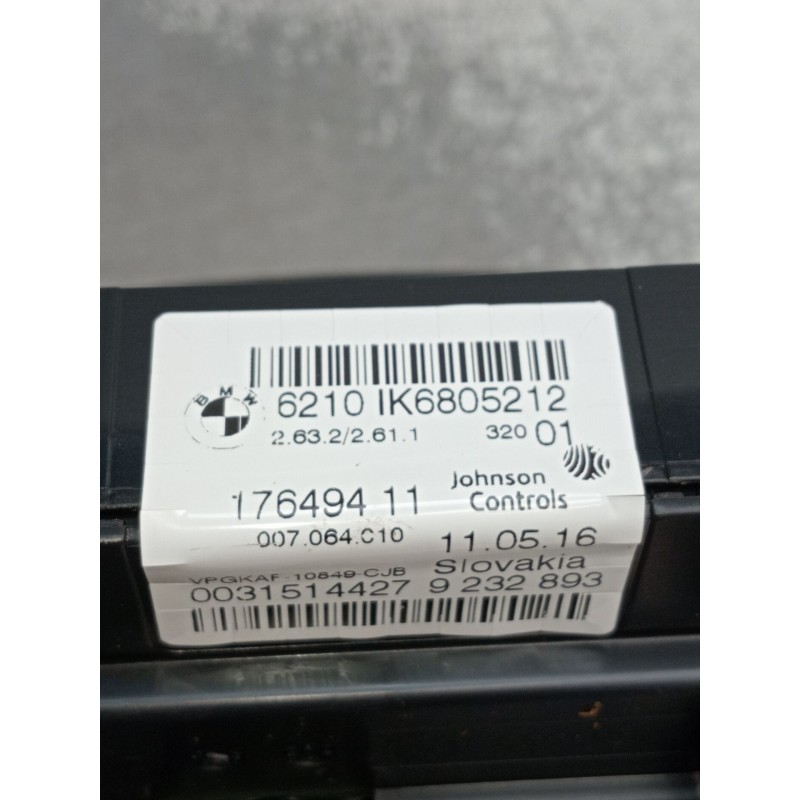 BMW
6210 IK6805212
2.63.2/2.61.1 320 01
Johnson
Controls
176494 11
007.064.C10 11.05.16
VPGKAF-10849-CJB Slovakia
0031514427 9 232 893